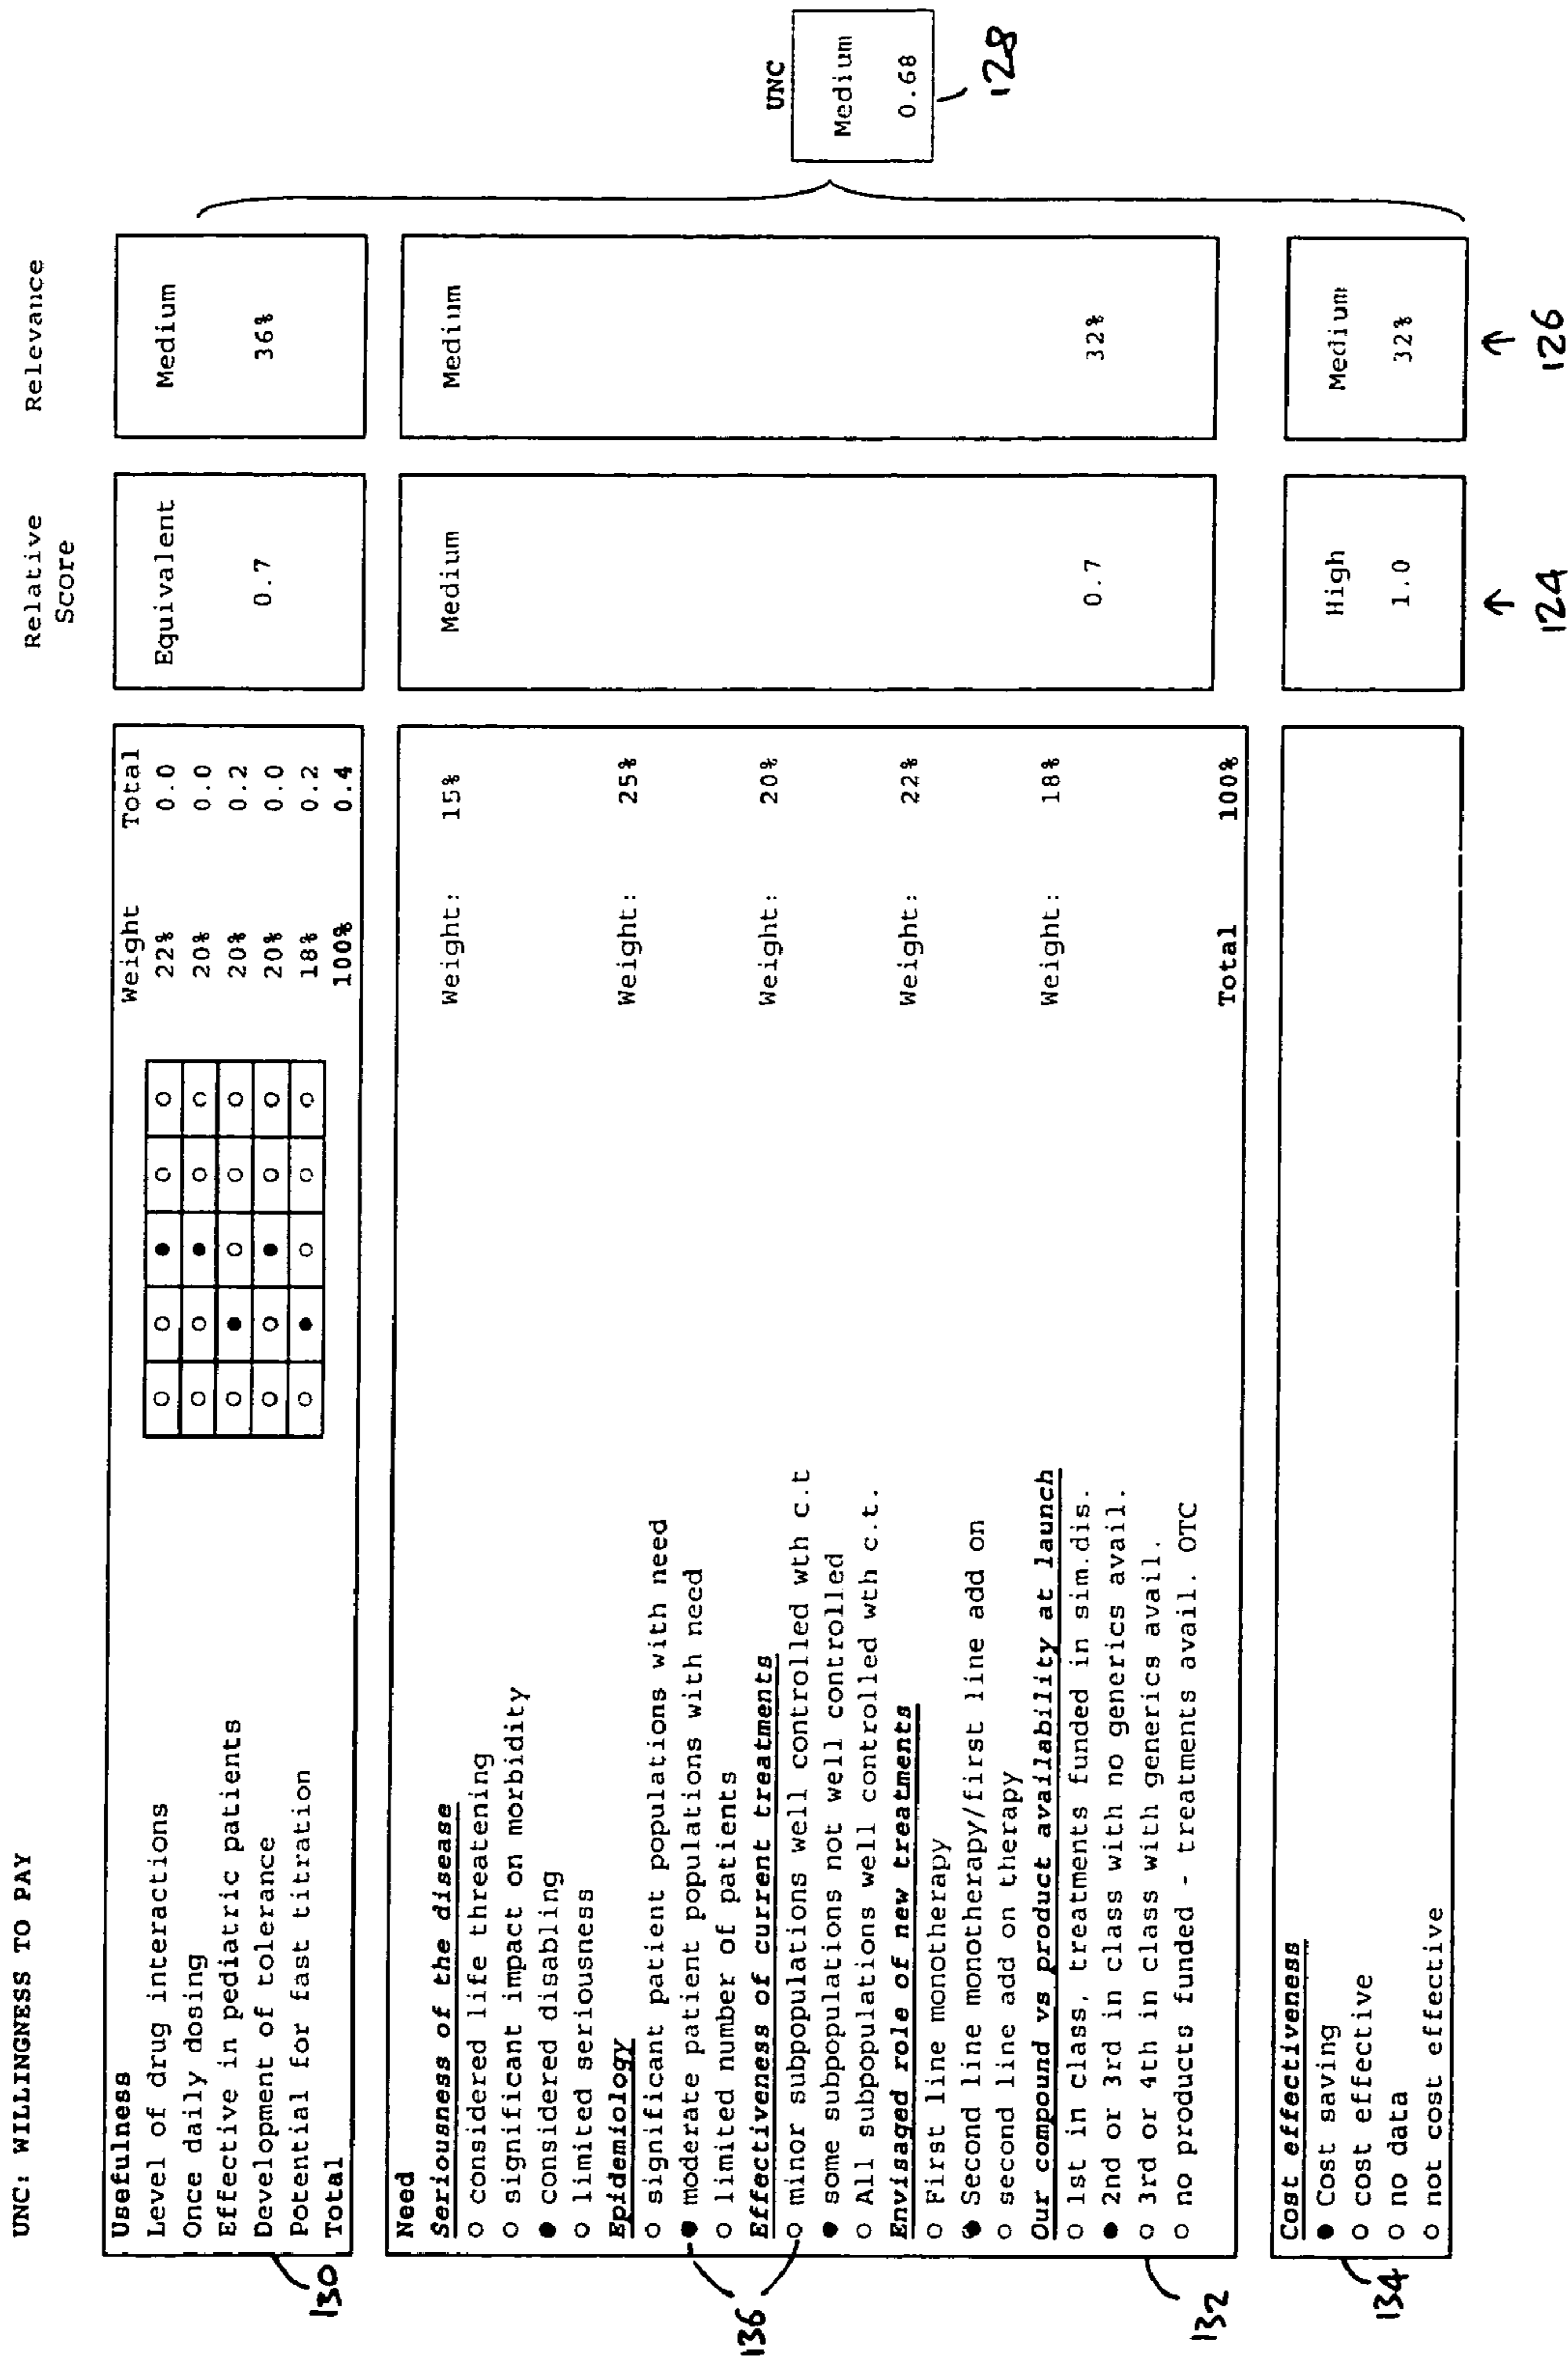 UNC: WILLINGNESS TO PAY
Relative Score
Relevance
Usefulness
Weight Total
Level of drug interactions 22% 0.0
Once daily dosing 20% 0.0
Effective in pediatric patients 20% 0.2
Development of tolerance 20% 0.0
Potential for fast titration 18% 0.2
Total 100% 0.4
Equivalent
0.7
Medium
36%
130
Need
Seriousness of the disease Weight: 15%
considered life threatening
significant impact on morbidity
considered disabling
limited seriousness
Epidemiology Weight: 25%
significant patient populations with need
moderate patient populations with need
limited number of patients
Effectiveness of current treatments Weight: 20%
minor subpopulations well controlled wth c.t
some subpopulations not well controlled
All subpopulations well controlled wth c.t.
Envisaged role of new treatments Weight: 22%
First line monotherapy
Second line monotherapy/first line add on
second line add on therapy
Our compound vs product availability at launch Weight: 18%
1st in class, treatments funded in sim.dis.
2nd or 3rd in class with no generics avail.
3rd or 4th in class with generics avail.
no products funded - treatments avail. OTC
Total 100%
Medium
0.7
Medium
32%
136
132
Cost effectiveness
Cost saving
cost effective
no data
not cost effective
High
1.0
Medium
32%
134
124
126
UNC
Medium
0.68
128